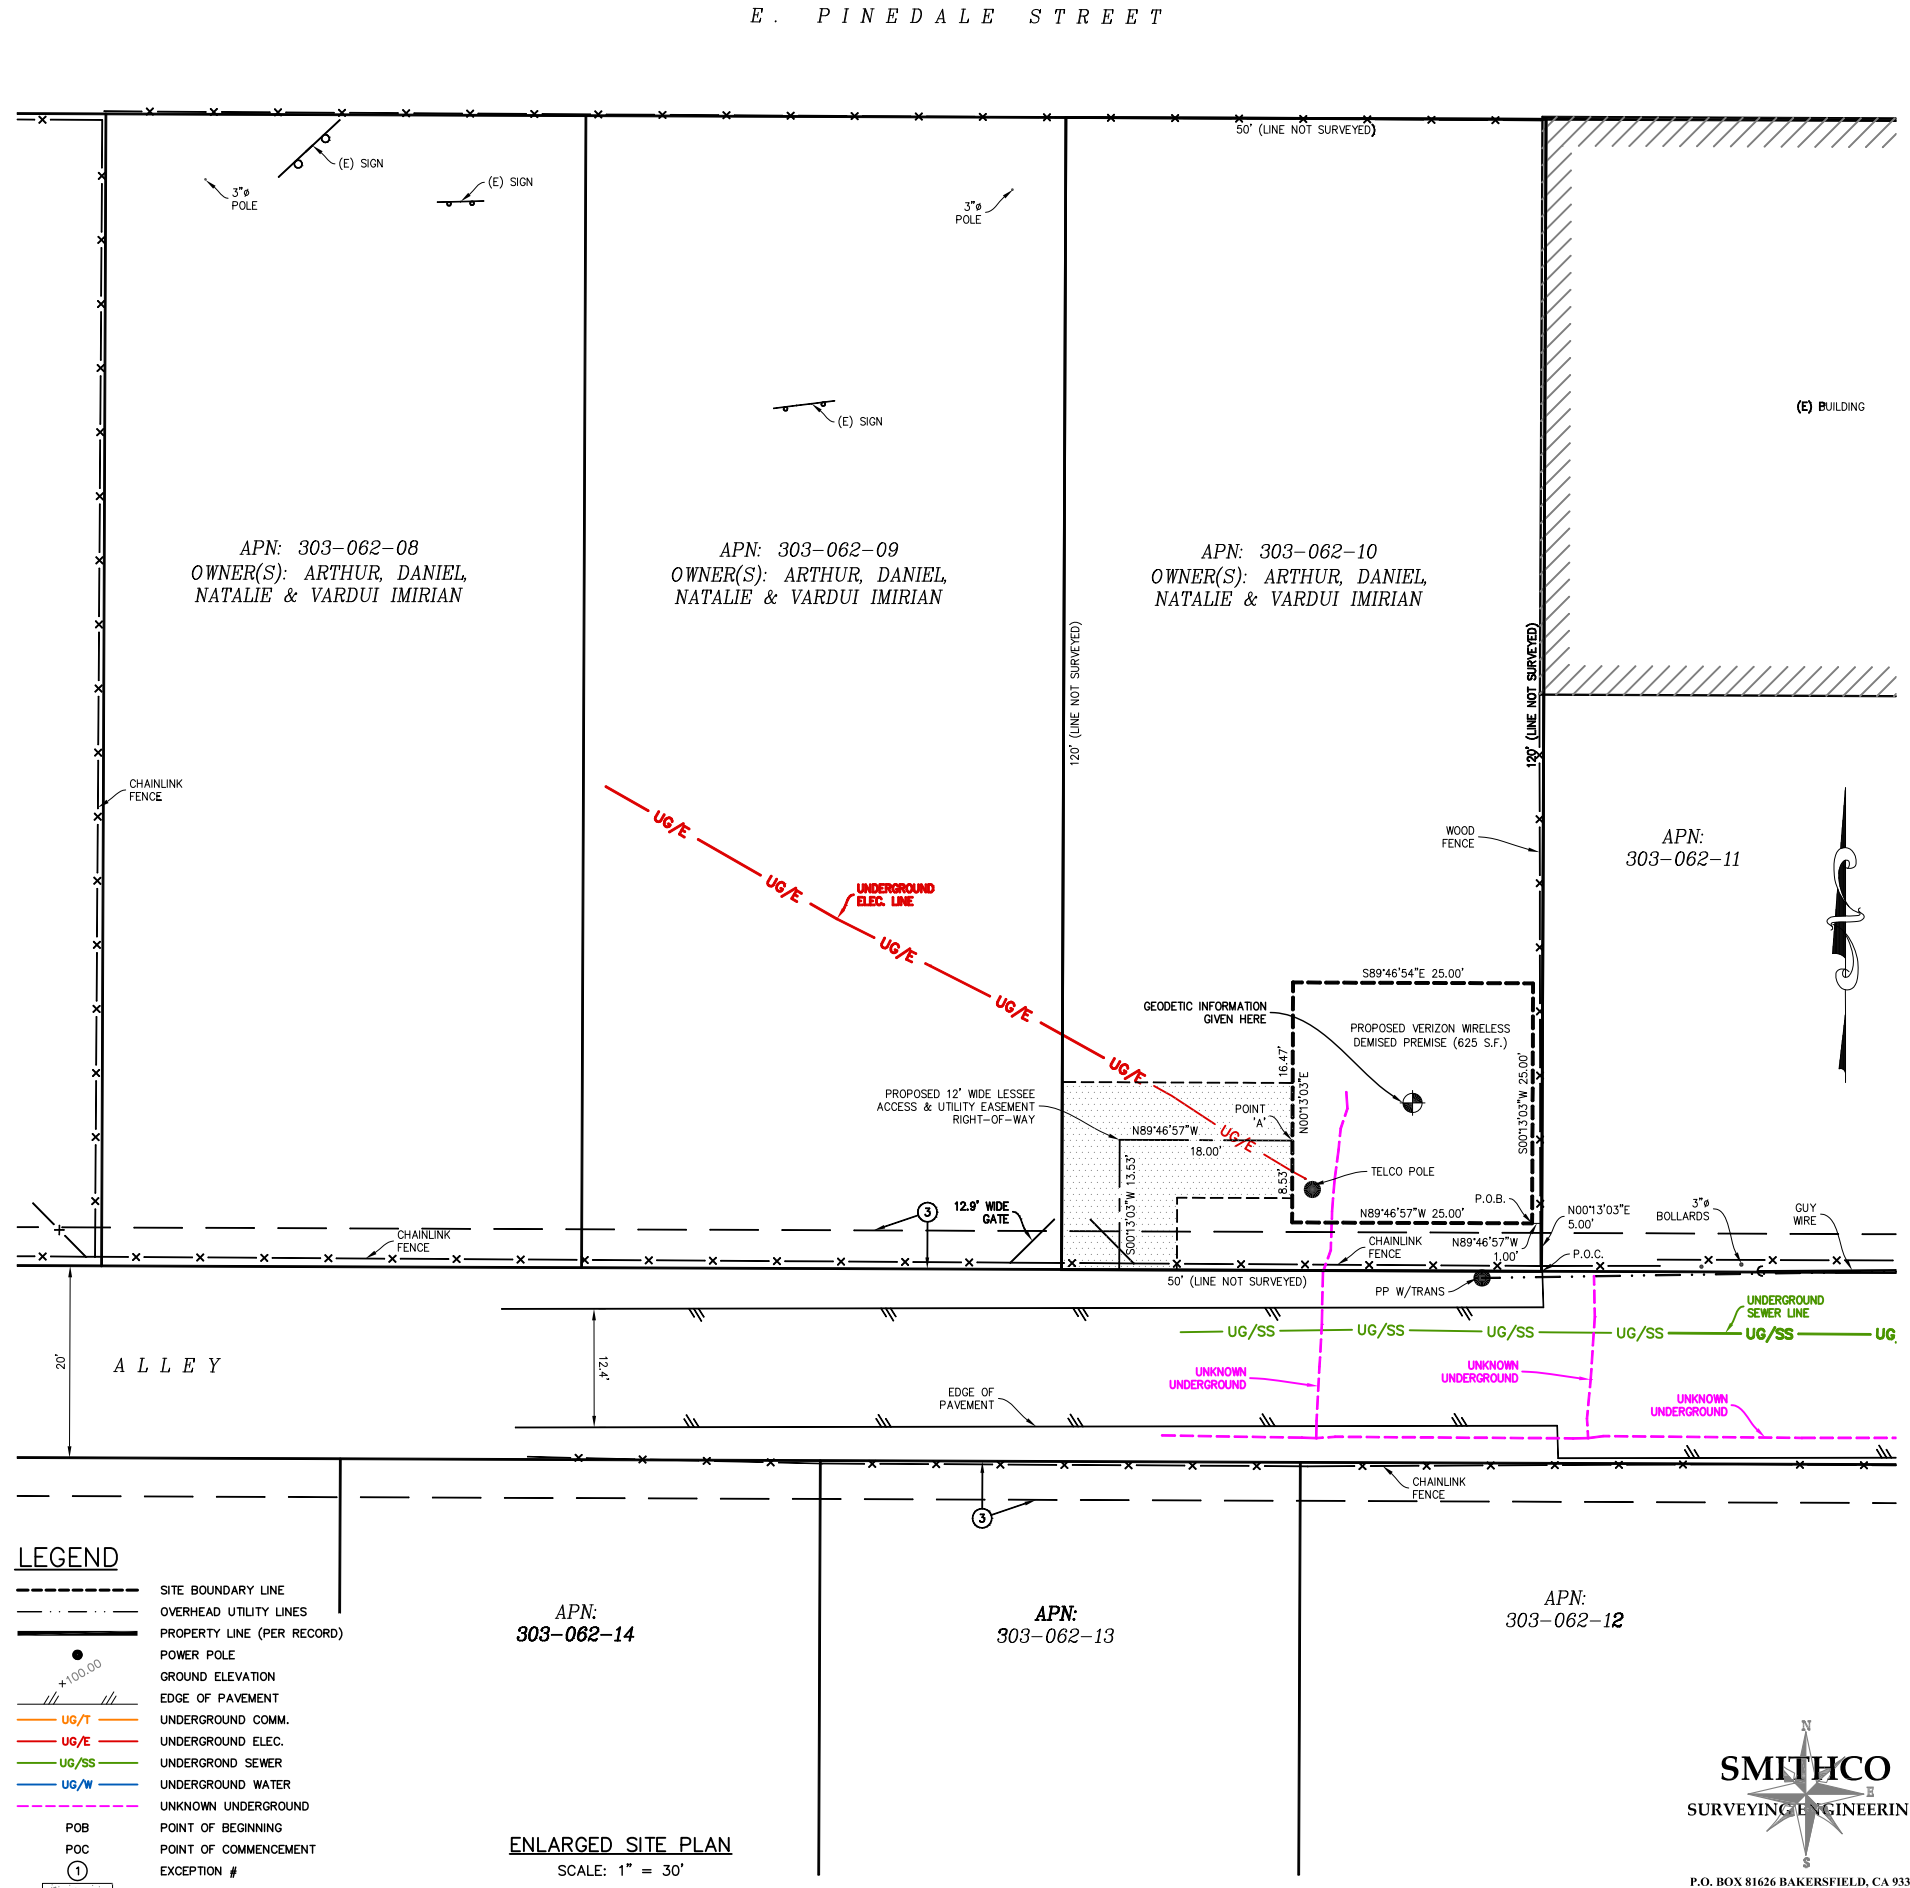 E. PINEDALE STREET
50' (LINE NOT SURVEYED)
(E) SIGN
(E) SIGN
3"ø
POLE
3"ø
POLE
(E) SIGN
(E) BUILDING
APN: 303-062-08
OWNER(S): ARTHUR, DANIEL,
NATALIE & VARDUI IMIRIAN
APN: 303-062-09
OWNER(S): ARTHUR, DANIEL,
NATALIE & VARDUI IMIRIAN
APN: 303-062-10
OWNER(S): ARTHUR, DANIEL,
NATALIE & VARDUI IMIRIAN
120' (LINE NOT SURVEYED)
120' (LINE NOT SURVEYED)
CHAINLINK
FENCE
WOOD
FENCE
APN:
303-062-11
UG/E
UG/E
UG/E
UG/E
UG/E
UG/E
UNDERGROUND
ELEC. LINE
S89°46'54"E 25.00'
GEODETIC INFORMATION
GIVEN HERE
PROPOSED VERIZON WIRELESS
DEMISED PREMISE (625 S.F.)
16.47'
N00°13'03"E
S00°13'03"W 25.00'
PROPOSED 12' WIDE LESSEE
ACCESS & UTILITY EASEMENT
RIGHT-OF-WAY
POINT
'A'
N89°46'57"W
18.00'
S00°13'03"W 13.53'
8.53'
TELCO POLE
P.O.B.
N89°46'57"W 25.00'
N00°13'03"E
5.00'
3"ø
BOLLARDS
GUY
WIRE
12.9' WIDE
GATE
3
CHAINLINK
FENCE
CHAINLINK
FENCE
N89°46'57"W
1.00'
P.O.C.
50' (LINE NOT SURVEYED)
PP W/TRANS
UNDERGROUND
SEWER LINE
UG/SS
UG/SS
UG/SS
UG/SS
UG/SS
UG
20'
ALLEY
12.4'
UNKNOWN
UNDERGROUND
UNKNOWN
UNDERGROUND
UNKNOWN
UNDERGROUND
EDGE OF
PAVEMENT
CHAINLINK
FENCE
3
LEGEND
SITE BOUNDARY LINE
OVERHEAD UTILITY LINES
PROPERTY LINE (PER RECORD)
POWER POLE
+100.00
GROUND ELEVATION
EDGE OF PAVEMENT
UG/T UNDERGROUND COMM.
UG/E UNDERGROUND ELEC.
UG/SS UNDERGROND SEWER
UG/W UNDERGROUND WATER
UNKNOWN UNDERGROUND
POB POINT OF BEGINNING
POC POINT OF COMMENCEMENT
1 EXCEPTION #
APN:
303-062-14
APN:
303-062-13
APN:
303-062-12
ENLARGED SITE PLAN
SCALE: 1" = 30'
N
SMITHCO
E
SURVEYING ENGINEERIN
S
P.O. BOX 81626 BAKERSFIELD, CA 933